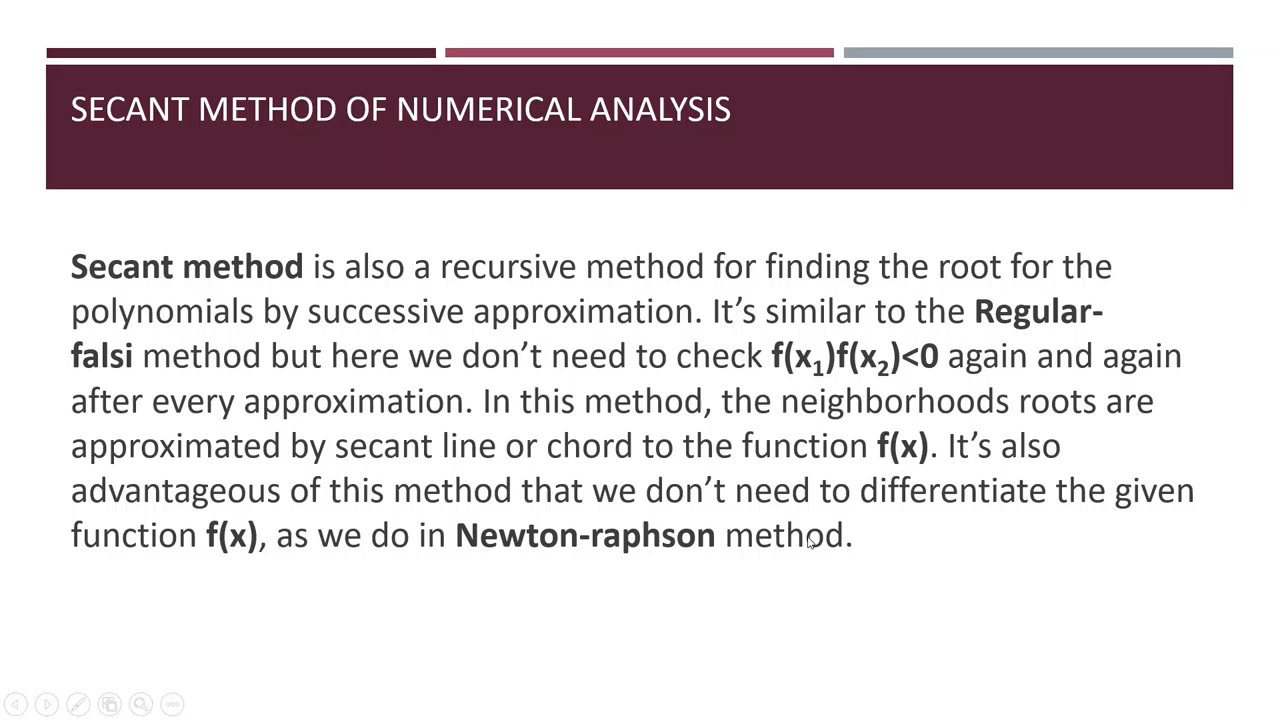 SECANT METHOD OF NUMERICAL ANALYSIS
Secant method is also a recursive method for finding the root for the
polynomials by successive approximation. It’s similar to the Regular-
falsi method but here we don’t need to check f(x₁)f(x₂)<0 again and again
after every approximation. In this method, the neighborhoods roots are
approximated by secant line or chord to the function f(x). It’s also
advantageous of this method that we don’t need to differentiate the given
function f(x), as we do in Newton-raphson method.